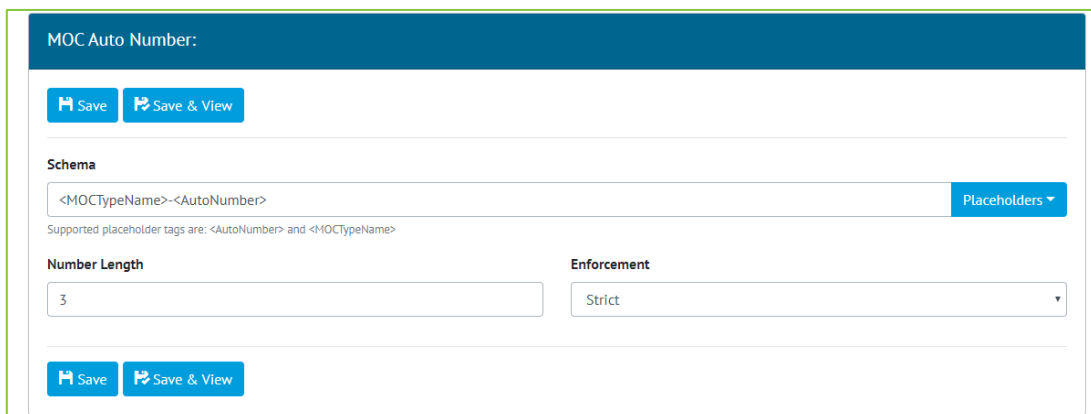 MOC Auto Number:
Save Save & View
Schema
<MOCTypeName>-<AutoNumber> Placeholders
Supported placeholder tags are: <AutoNumber> and <MOCTypeName>
Number Length Enforcement
3 Strict
Save Save & View